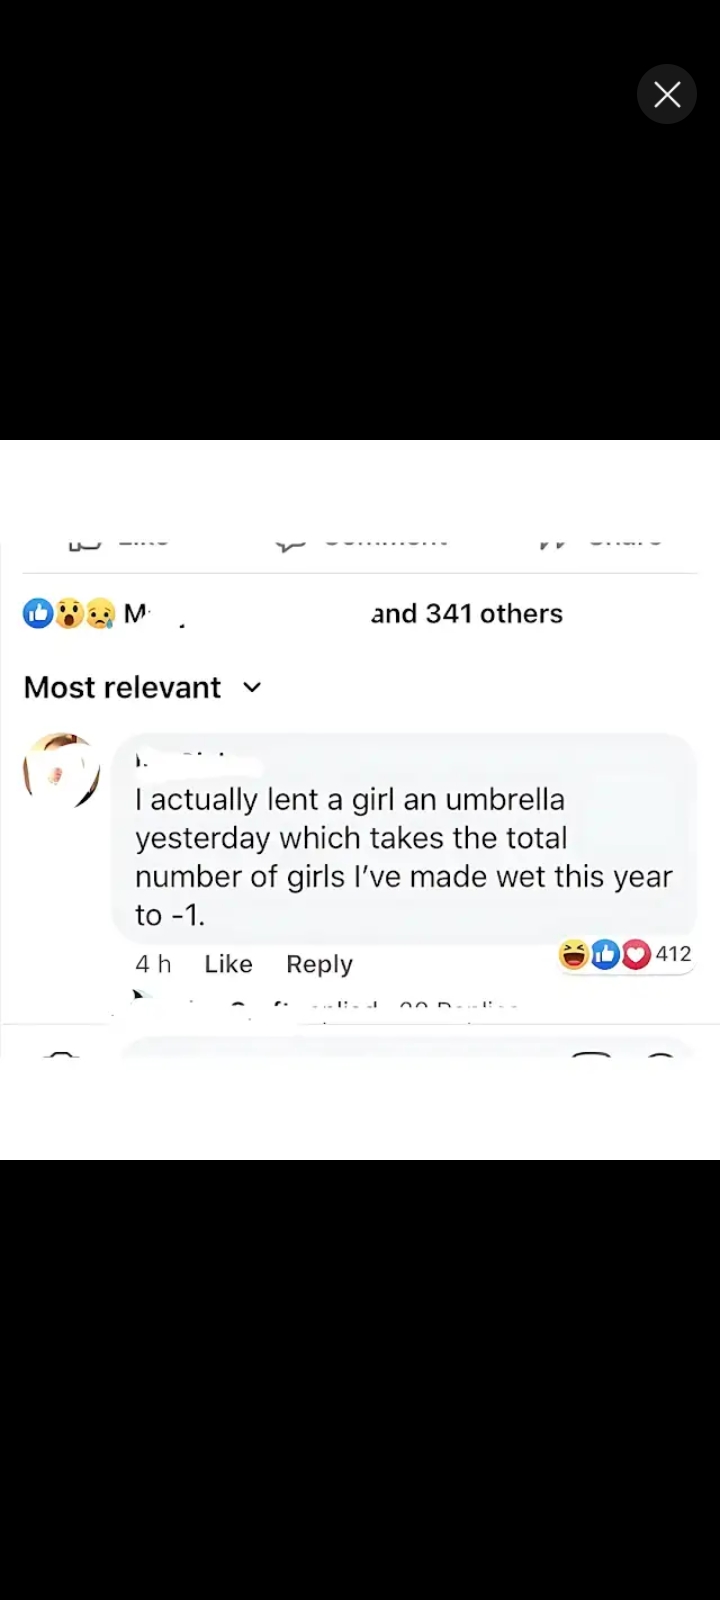 and 341 others
Most relevant
I actually lent a girl an umbrella
yesterday which takes the total
number of girls I've made wet this year
to -1.
412
4 h Like Reply